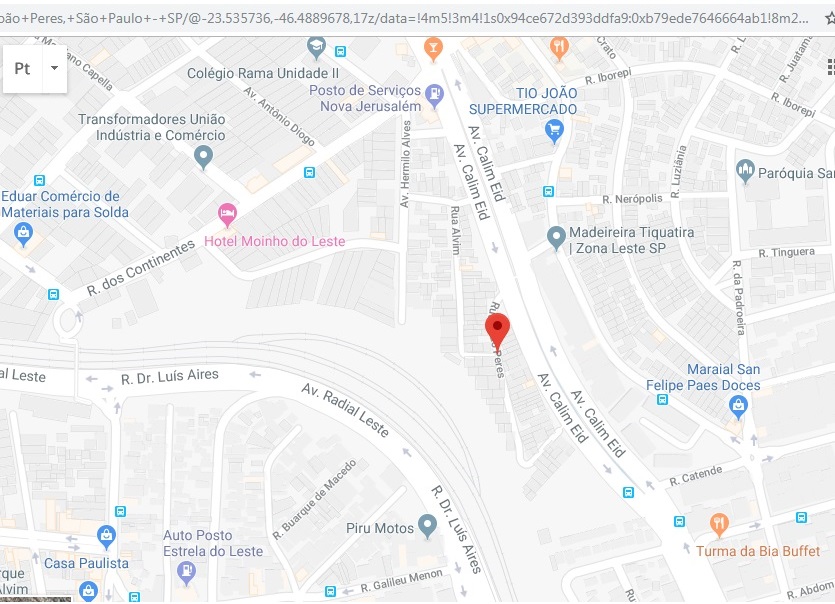 oão+Peres,+São+Paulo+-+SP/@-23.535736,-46.4889678,17z/data=!4m5!3m4!1s0x94ce672d393ddfa9:0xb79ede7646664ab1!8m2...
Pt
Mariano Capella
Colégio Rama Unidade II
Crato
R. Iborepi
R. Juatama
Posto de Serviços
Nova Jerusalém
TIO JOÃO
SUPERMERCADO
R. Iborepi
Av. Antônio Diogo
Transformadores União
Indústria e Comércio
Av. Hermilo Alves
Av. Calim Eid
Av. Calim Eid
R. Luziânia
Paróquia Sa
Eduar Comércio de
Materiais para Solda
R. Nerópolis
Rua Alvim
Hotel Moinho do Leste
Madeireira Tiquatira
| Zona Leste SP
R. dos Continentes
R. Tinguera
R. da Padroeira
Peres
al Leste
R. Dr. Luís Aires
Av. Radial Leste
Av. Calim Eid
Av. Calim Eid
Maraial San
Felipe Paes Doces
R. Catende
R. Buarque de Macedo
R. Dr. Luís Aires
Piru Motos
Auto Posto
Estrela do Leste
Turma da Bia Buffet
Casa Paulista
rque
Alvim
R. Galileu Menon
R. Abdom